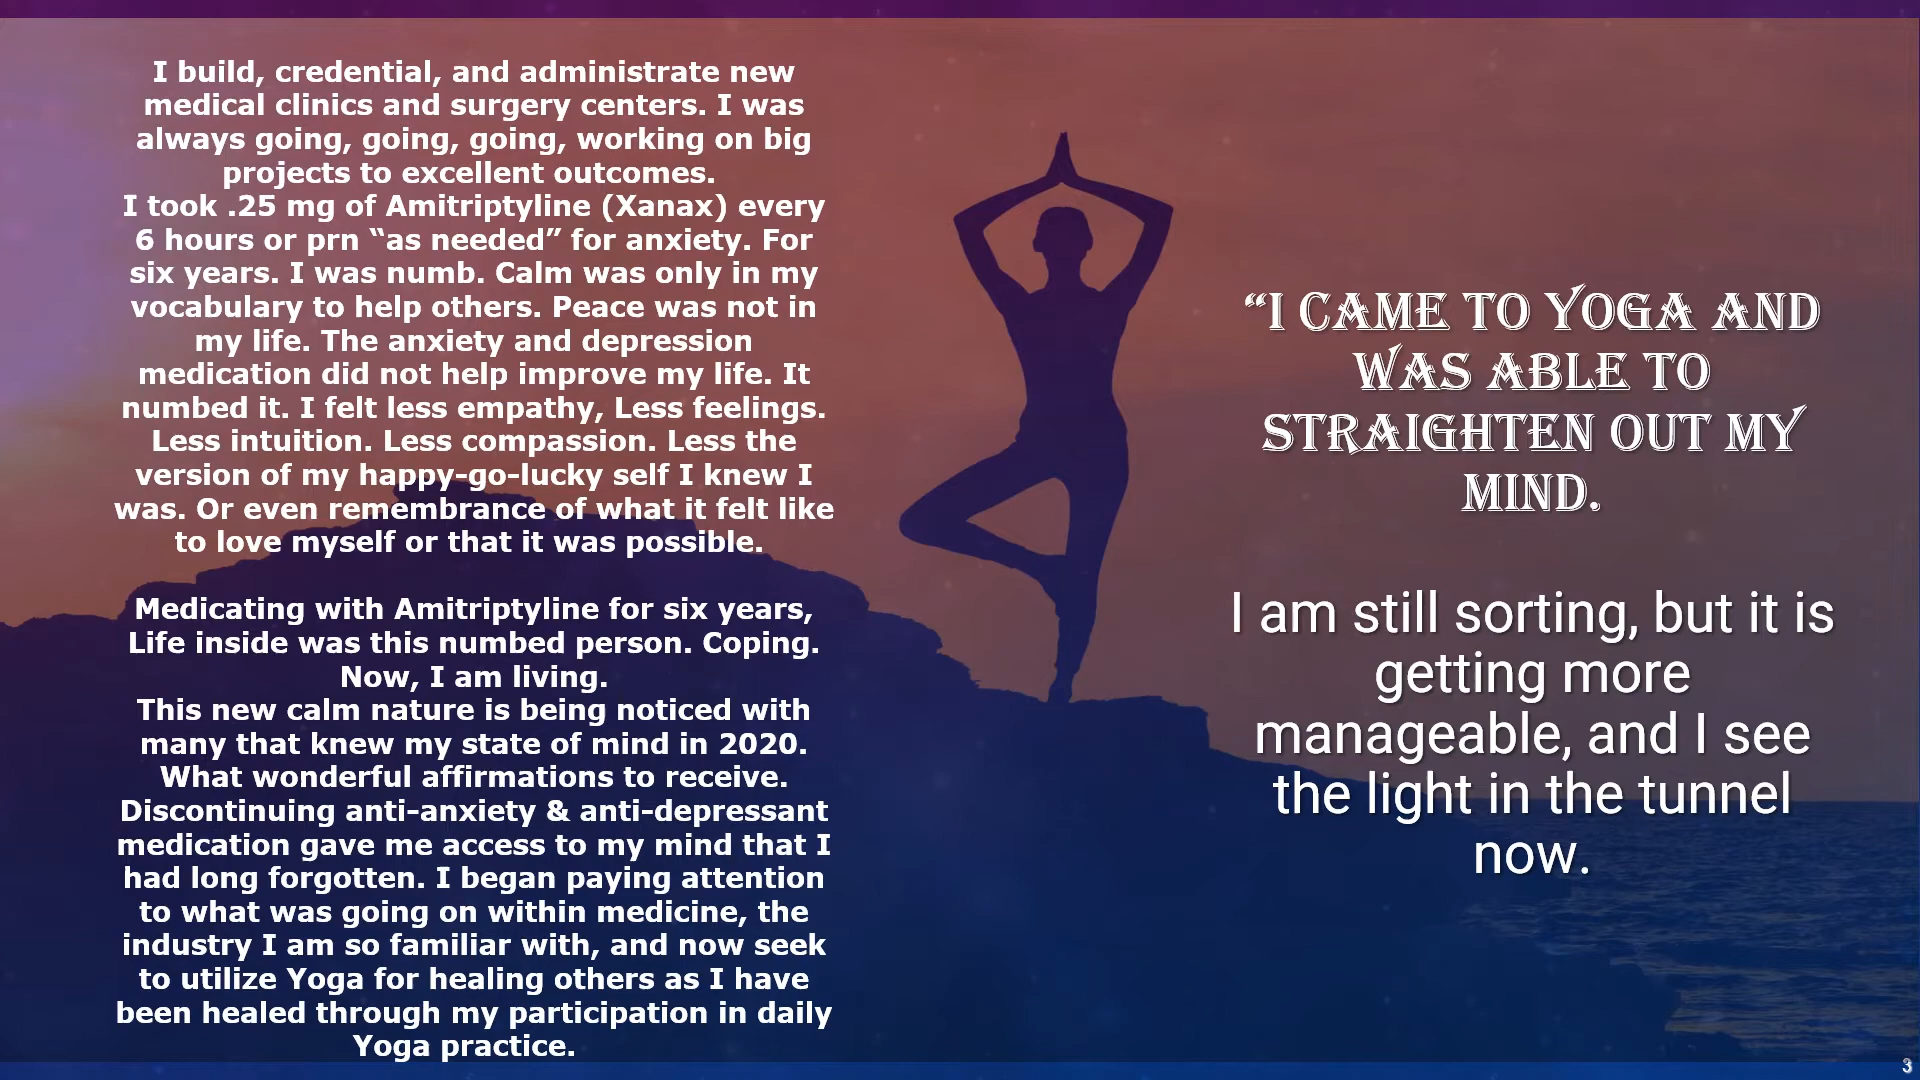 I build, credential, and administrate new
medical clinics and surgery centers. I was
always going, going, going, working on big
projects to excellent outcomes.
I took .25 mg of Amitriptyline (Xanax) every
6 hours or prn “as needed” for anxiety. For
six years. I was numb. Calm was only in my
vocabulary to help others. Peace was not in
my life. The anxiety and depression
medication did not help improve my life. It
numbed it. I felt less empathy, Less feelings.
Less intuition. Less compassion. Less the
version of my happy-go-lucky self I knew I
was. Or even remembrance of what it felt like
to love myself or that it was possible.
Medicating with Amitriptyline for six years,
Life inside was this numbed person. Coping.
Now, I am living.
This new calm nature is being noticed with
many that knew my state of mind in 2020.
What wonderful affirmations to receive.
Discontinuing anti-anxiety & anti-depressant
medication gave me access to my mind that I
had long forgotten. I began paying attention
to what was going on within medicine, the
industry I am so familiar with, and now seek
to utilize Yoga for healing others as I have
been healed through my participation in daily
Yoga practice.
“I CAME TO YOGA AND
WAS ABLE TO
STRAIGHTEN OUT MY
MIND.
I am still sorting, but it is
getting more
manageable, and I see
the light in the tunnel
now.
3